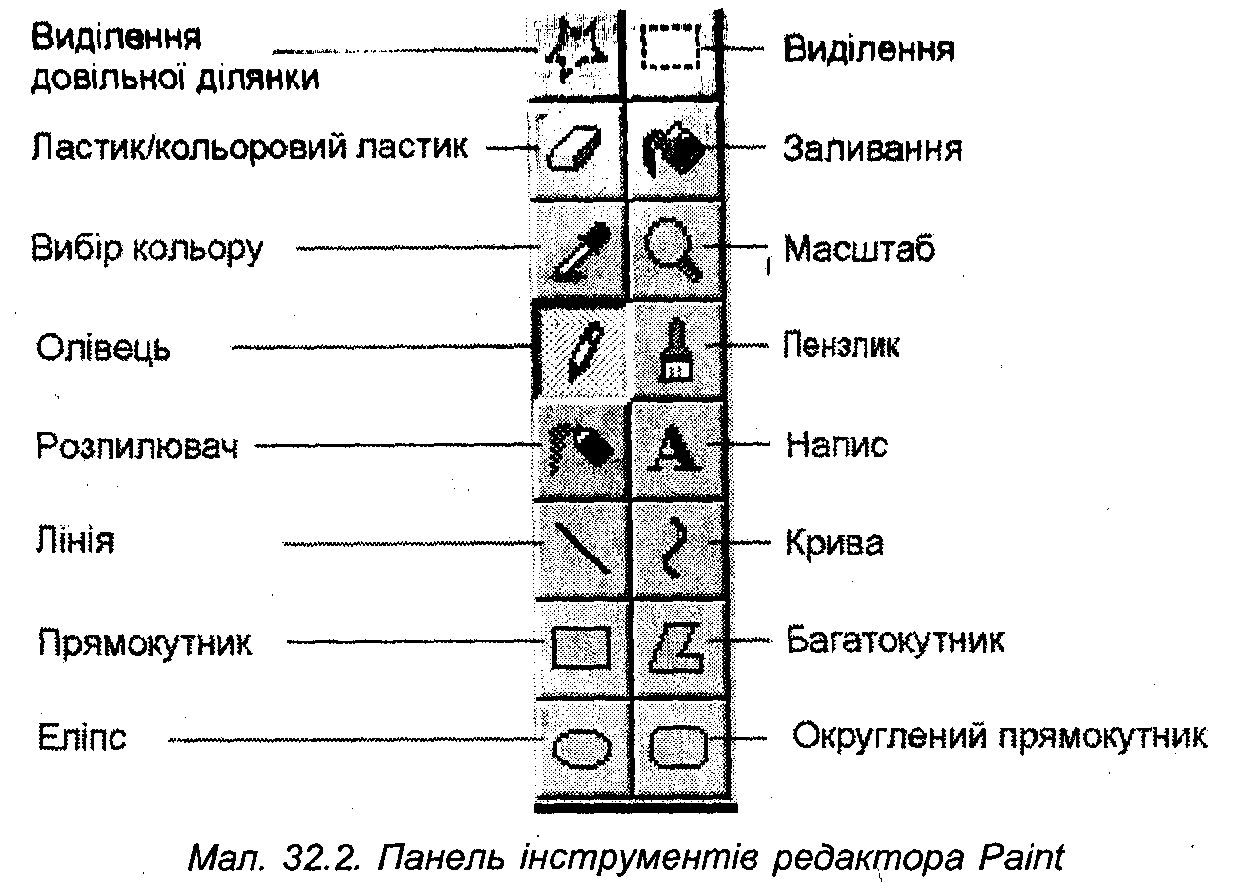 Виділення
довільної ділянки
Виділення
Ластик/кольоровий ластик
Заливання
Вибір кольору
Масштаб
Олівець
Пензлик
Розпилювач
А
Напис
Лінія
Крива
Прямокутник
Багатокутник
Еліпс
Округлений прямокутник
Мал. 32.2. Панель інструментів редактора Paint